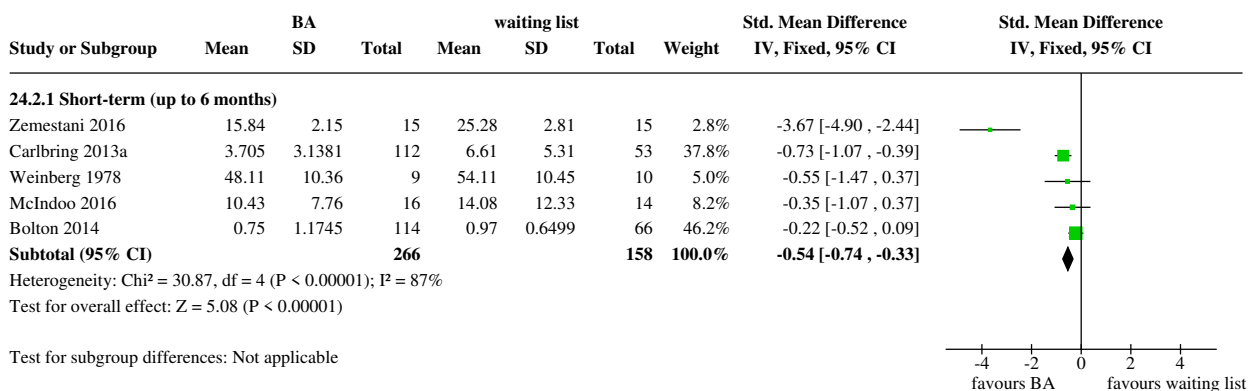 BA waiting list Std. Mean Difference Std. Mean Difference
Study or Subgroup Mean SD Total Mean SD Total Weight IV, Fixed, 95% CI IV, Fixed, 95% CI
24.2.1 Short-term (up to 6 months)
Zemestani 2016 15.84 2.15 15 25.28 2.81 15 2.8% -3.67 [-4.90 , -2.44]
Carlbring 2013a 3.705 3.1381 112 6.61 5.31 53 37.8% -0.73 [-1.07 , -0.39]
Weinberg 1978 48.11 10.36 9 54.11 10.45 10 5.0% -0.55 [-1.47 , 0.37]
McIndoo 2016 10.43 7.76 16 14.08 12.33 14 8.2% -0.35 [-1.07 , 0.37]
Bolton 2014 0.75 1.1745 114 0.97 0.6499 66 46.2% -0.22 [-0.52 , 0.09]
Subtotal (95% CI) 266 158 100.0% -0.54 [-0.74 , -0.33]
Heterogeneity: Chi² = 30.87, df = 4 (P < 0.00001); I² = 87%
Test for overall effect: Z = 5.08 (P < 0.00001)
Test for subgroup differences: Not applicable
-4 -2 0 2 4
favours BA favours waiting list